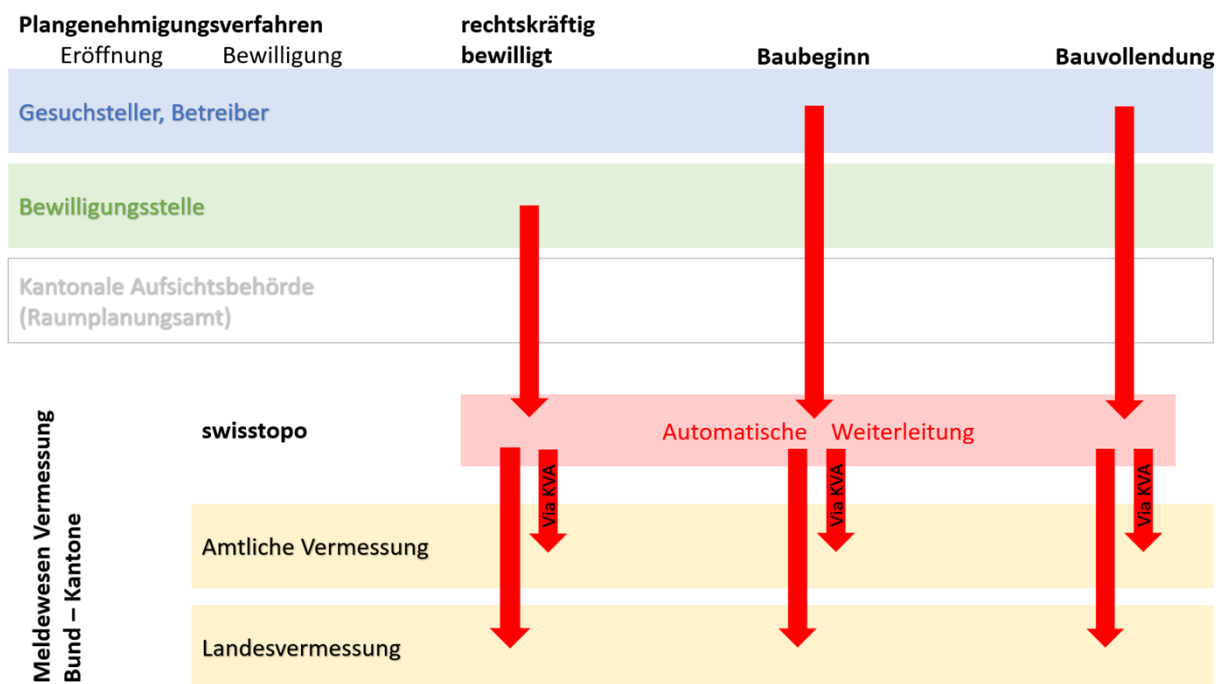 Plangenehmigungsverfahren
Eröffnung Bewilligung
rechtskräftig
bewilligt
Baubeginn
Bauvollendung
Gesuchsteller, Betreiber
Bewilligungsstelle
Kantonale Aufsichtsbehörde
(Raumplanungsamt)
Meldewesen Vermessung
Bund – Kantone
swisstopo
Automatische Weiterleitung
Via KVA
Via KVA
Via KVA
Amtliche Vermessung
Landesvermessung